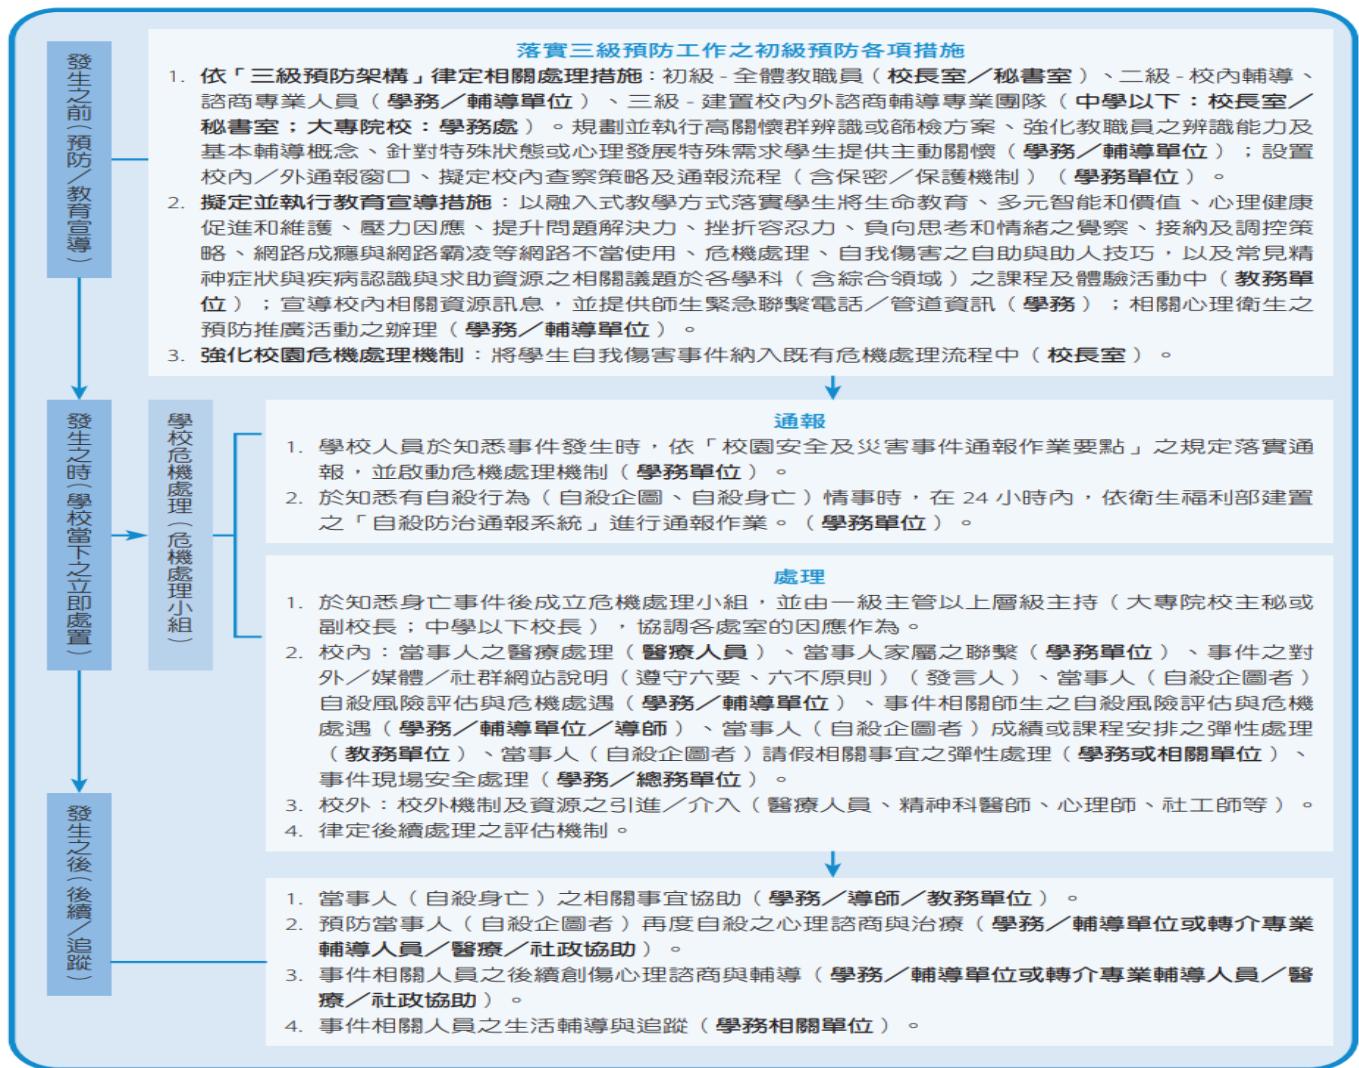 發生之前（預防／教育宣導）
落實三級預防工作之初級預防各項措施
1. 依「三級預防架構」律定相關處理措施：初級 - 全體教職員（校長室／秘書室）、二級 - 校內輔導、
諮商專業人員（學務／輔導單位）、三級 - 建置校內外諮商輔導專業團隊（中學以下：校長室／
秘書室；大專院校：學務處）。規劃並執行高關懷群辨識或篩檢方案、強化教職員之辨識能力及
基本輔導概念、針對特殊狀態或心理發展特殊需求學生提供主動關懷（學務／輔導單位）；設置
校內／外通報窗口、擬定校內查察策略及通報流程（含保密／保護機制）（學務單位）。
2. 擬定並執行教育宣導措施：以融入式教學方式落實學生將生命教育、多元智能和價值、心理健康
促進和維護、壓力因應、提升問題解決力、挫折容忍力、負向思考和情緒之覺察、接納及調控策
略、網路成癮與網路霸凌等網路不當使用、危機處理、自我傷害之自助與助人技巧，以及常見精
神症狀與疾病認識與求助資源之相關議題於各學科（含綜合領域）之課程及體驗活動中（教務單
位）；宣導校內相關資源訊息，並提供師生緊急聯繫電話／管道資訊（學務）；相關心理衛生之
預防推廣活動之辦理（學務／輔導單位）。
3. 強化校園危機處理機制：將學生自我傷害事件納入既有危機處理流程中（校長室）。
發生之時（學校當下之立即處置）
學校危機處理（危機處理小組）
通報
1. 學校人員於知悉事件發生時，依「校園安全及災害事件通報作業要點」之規定落實通
報，並啟動危機處理機制（學務單位）。
2. 於知悉有自殺行為（自殺企圖、自殺身亡）情事時，在 24 小時內，依衛生福利部建置
之「自殺防治通報系統」進行通報作業。（學務單位）。
處理
1. 於知悉身亡事件後成立危機處理小組，並由一級主管以上層級主持（大專院校主秘或
副校長；中學以下校長），協調各處室的因應作為。
2. 校內：當事人之醫療處理（醫療人員）、當事人家屬之聯繫（學務單位）、事件之對
外／媒體／社群網站說明（遵守六要、六不原則）（發言人）、當事人（自殺企圖者）
自殺風險評估與危機處遇（學務／輔導單位）、事件相關師生之自殺風險評估與危機
處遇（學務／輔導單位／導師）、當事人（自殺企圖者）成績或課程安排之彈性處理
（教務單位）、當事人（自殺企圖者）請假相關事宜之彈性處理（學務或相關單位）、
事件現場安全處理（學務／總務單位）。
3. 校外：校外機制及資源之引進／介入（醫療人員、精神科醫師、心理師、社工師等）。
4. 律定後續處理之評估機制。
發生之後（後續／追蹤）
1. 當事人（自殺身亡）之相關事宜協助（學務／導師／教務單位）。
2. 預防當事人（自殺企圖者）再度自殺之心理諮商與治療（學務／輔導單位或轉介專業
輔導人員／醫療／社政協助）。
3. 事件相關人員之後續創傷心理諮商與輔導（學務／輔導單位或轉介專業輔導人員／醫
療／社政協助）。
4. 事件相關人員之生活輔導與追蹤（學務相關單位）。